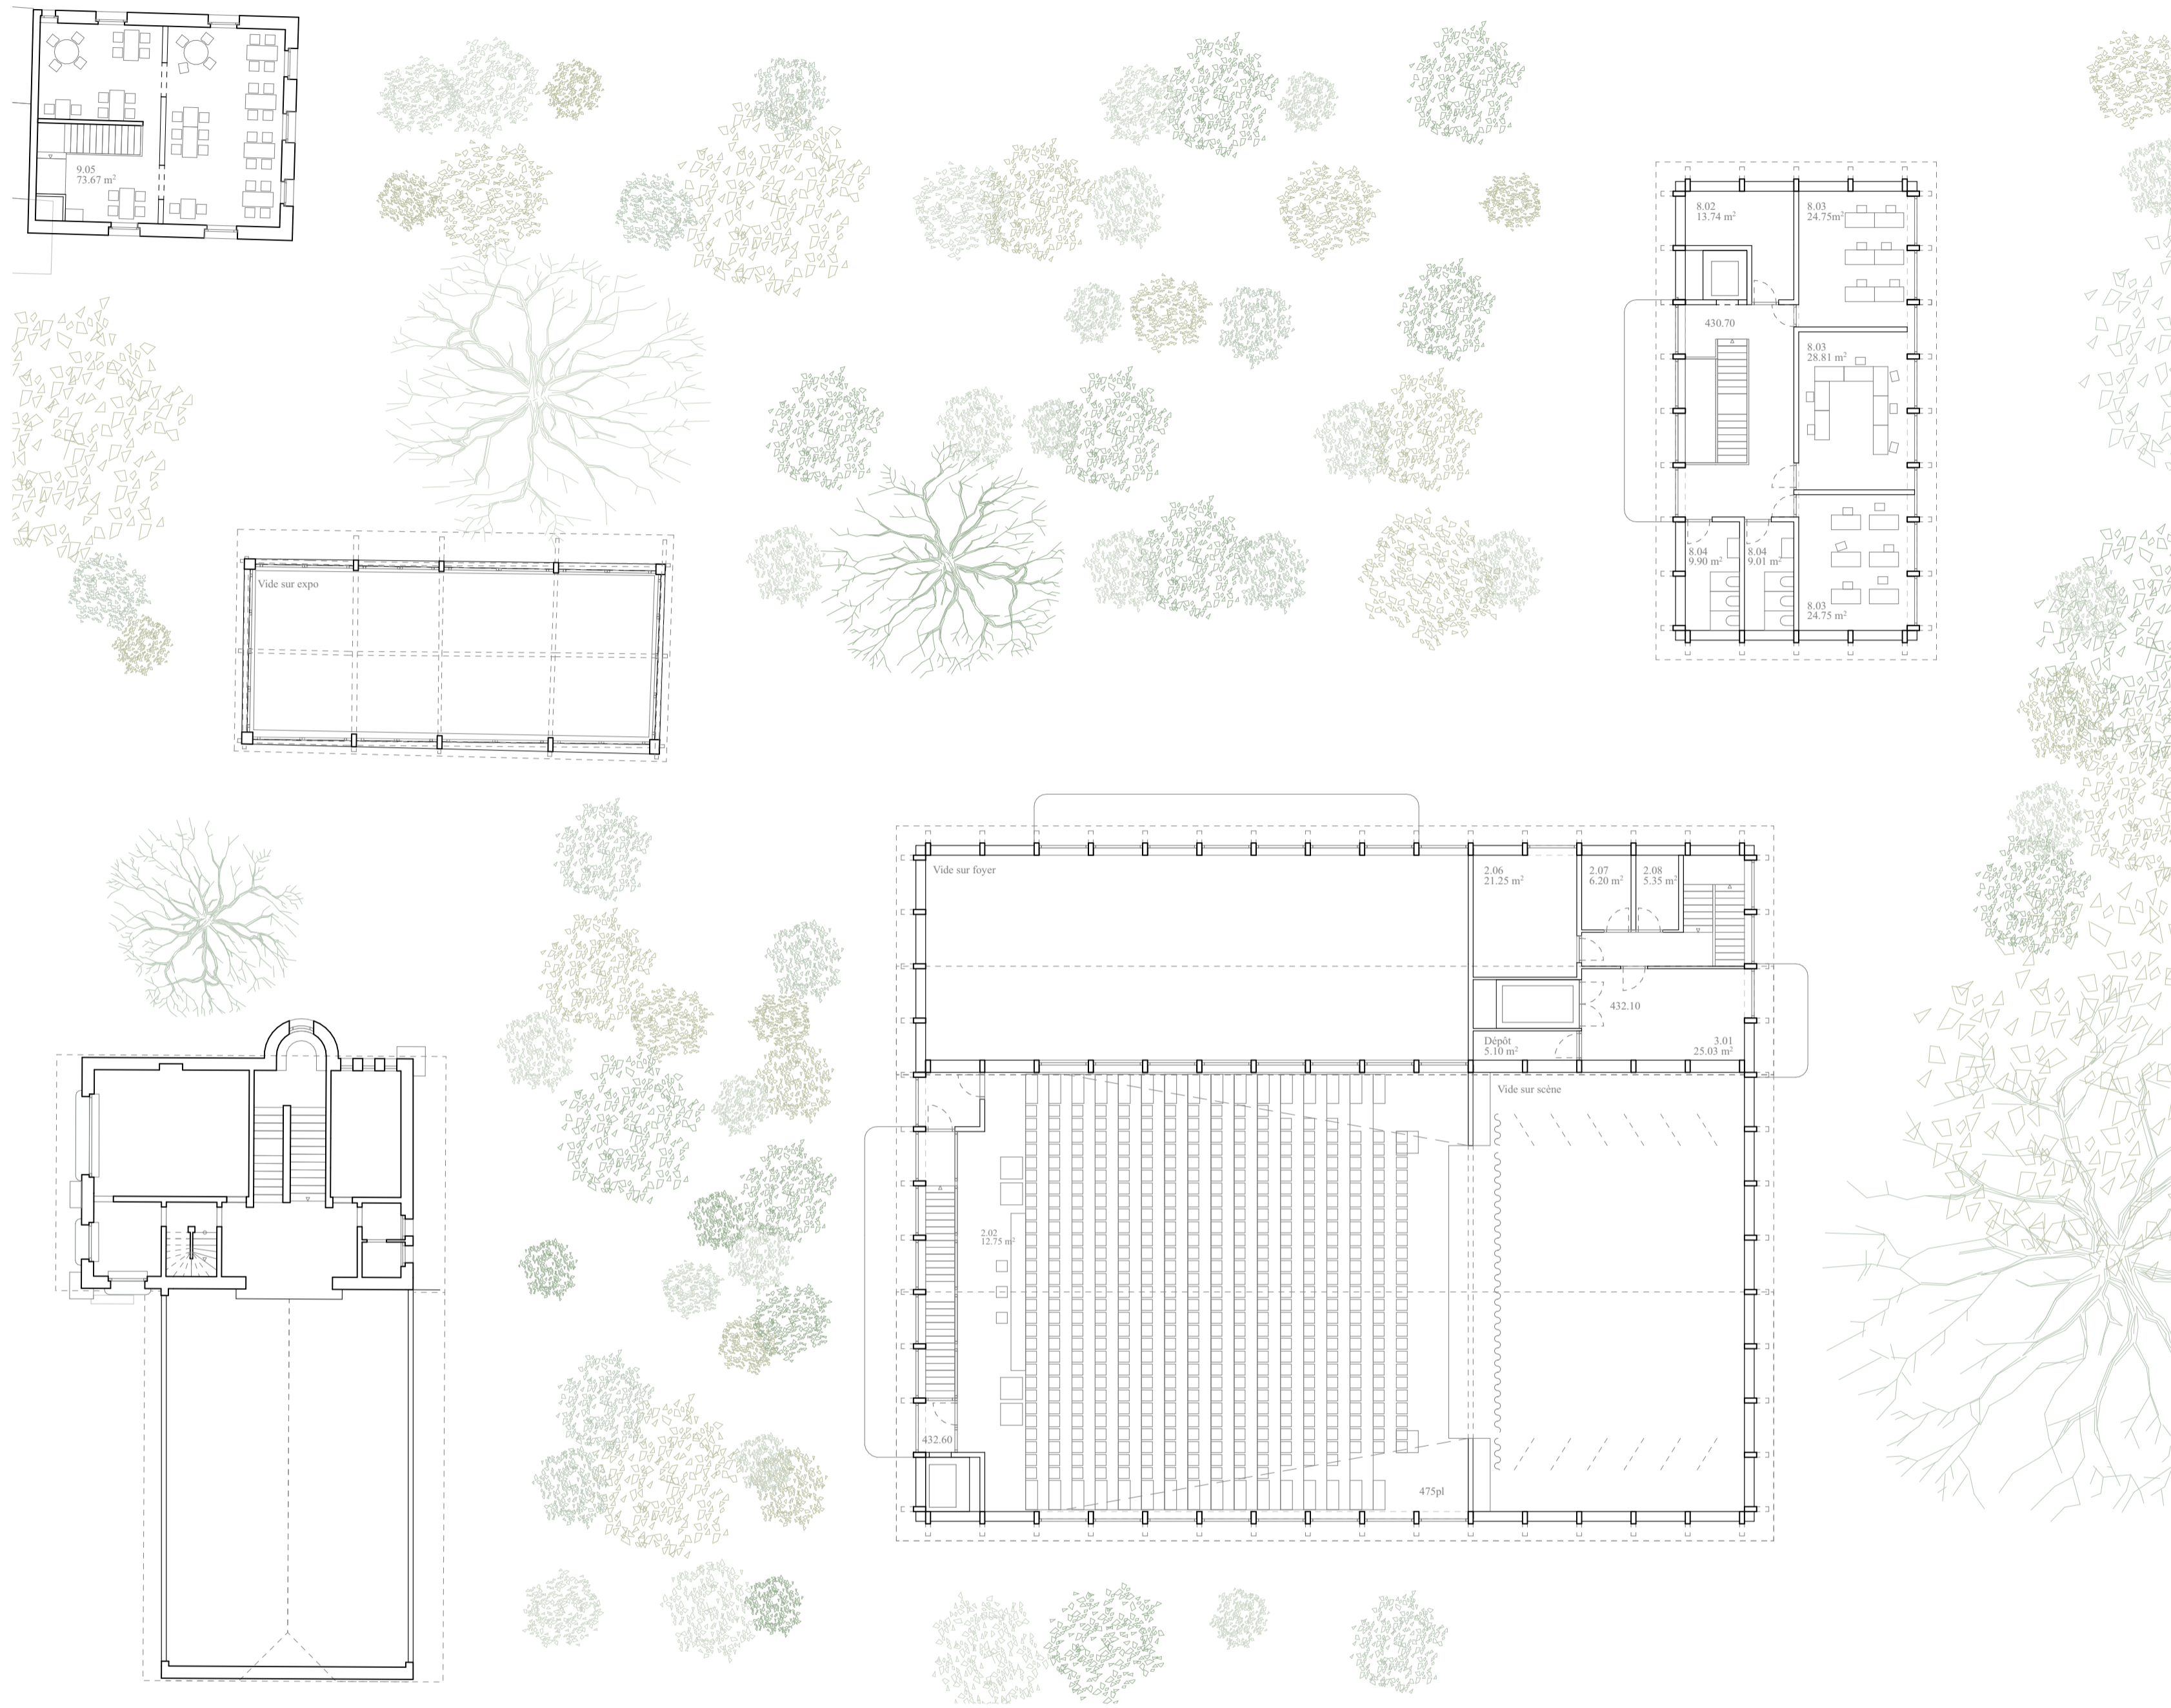 9.05
73.67 m²
8.02
13.74 m²
8.03
24.75m²
430.70
8.03
28.81 m²
8.04
9.90 m²
8.04
9.01 m²
8.03
24.75 m²
Vide sur expo
Vide sur foyer
2.06
21.25 m²
2.07
6.20 m²
2.08
5.35 m²
432.10
Dépôt
5.10 m²
3.01
25.03 m²
Vide sur scène
2.02
12.75 m²
432.60
475pl